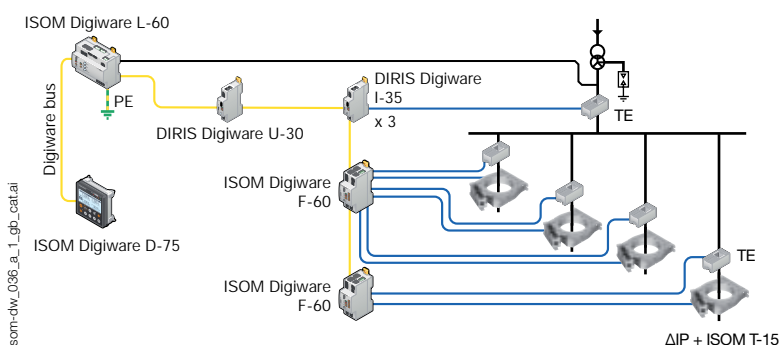 ISOM Digiware L-60
PE
Digiware bus
DIRIS Digiware U-30
DIRIS Digiware
I-35
x 3
TE
ISOM Digiware
F-60
ISOM Digiware D-75
ISOM Digiware
F-60
TE
ΔIP + ISOM T-15
som-dw_036_a_1_gb_cat.ai